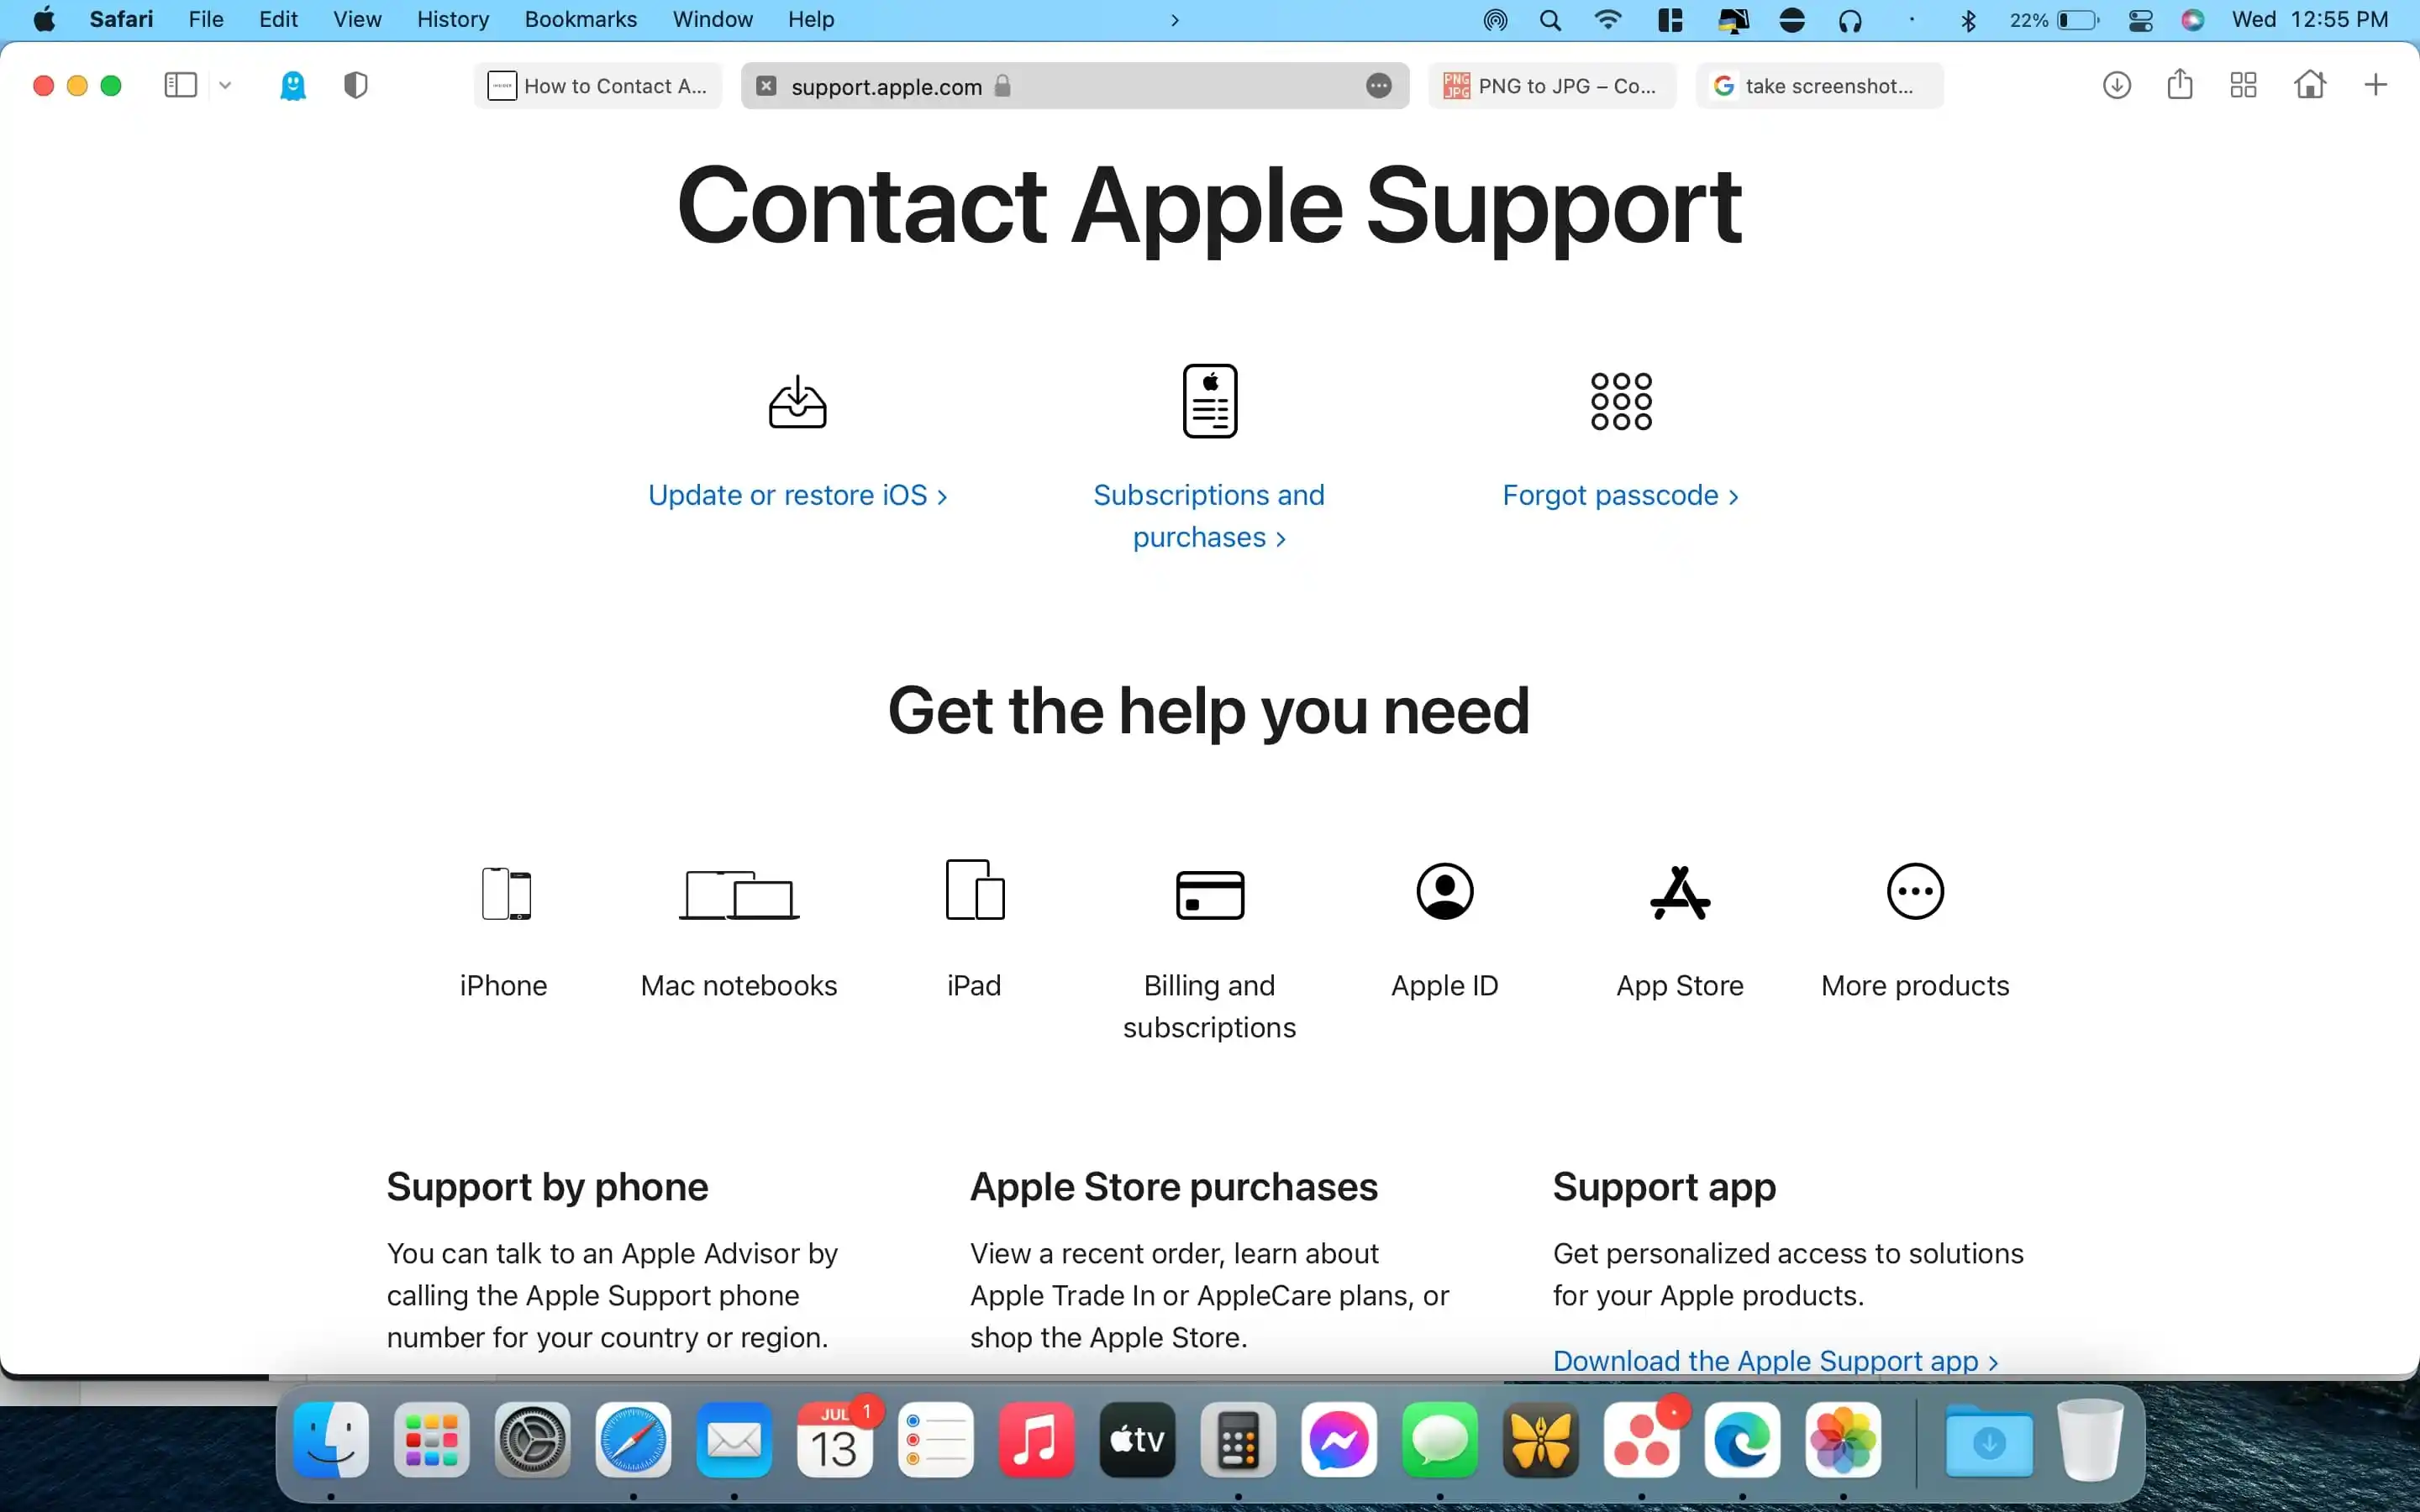 Safari File Edit View History Bookmarks Window Help 22% Wed 12:55 PM
How to Contact A... support.apple.com PNG to JPG – Co... take screenshot...
Contact Apple Support
Update or restore iOS >
Subscriptions and
purchases >
Forgot passcode >
Get the help you need
iPhone
Mac notebooks
iPad
Billing and
subscriptions
Apple ID
App Store
More products
Support by phone
You can talk to an Apple Advisor by
calling the Apple Support phone
number for your country or region.
Apple Store purchases
View a recent order, learn about
Apple Trade In or AppleCare plans, or
shop the Apple Store.
Support app
Get personalized access to solutions
for your Apple products.
Download the Apple Support app >
JUL 1
13
tv